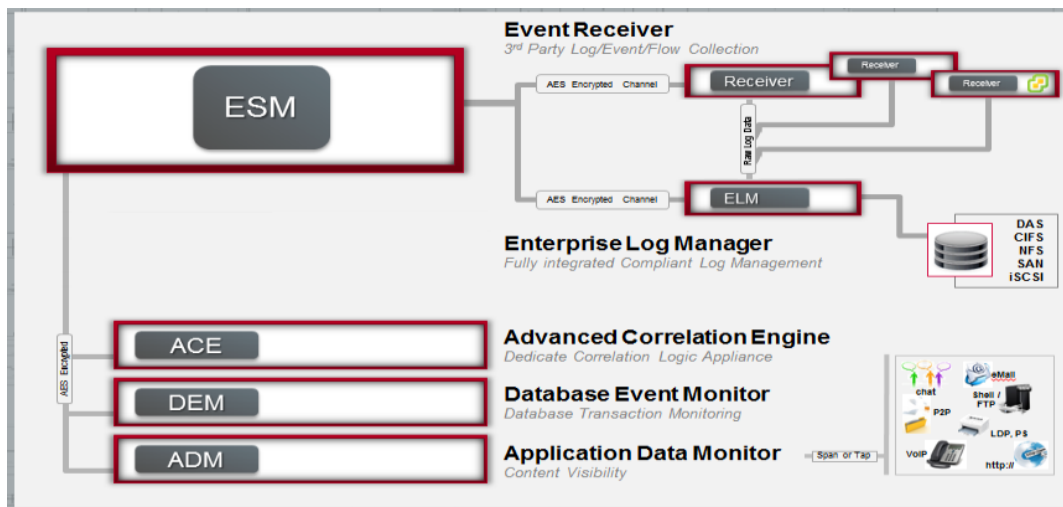 Event Receiver
3rd Party Log/Event/Flow Collection
ESM
AES Encrypted Channel
Receiver
Receiver
Receiver
Raw Log Data
AES Encrypted Channel
ELM
Enterprise Log Manager
Fully integrated Compliant Log Management
DAS
CIFS
NFS
SAN
iSCSI
AES Encrypted
ACE
Advanced Correlation Engine
Dedicate Correlation Logic Appliance
DEM
Database Event Monitor
Database Transaction Monitoring
ADM
Application Data Monitor
Content Visibility
Span or Tap
chat
eMail
Shell /
FTP
P2P
LDP, PS
VoIP
http://